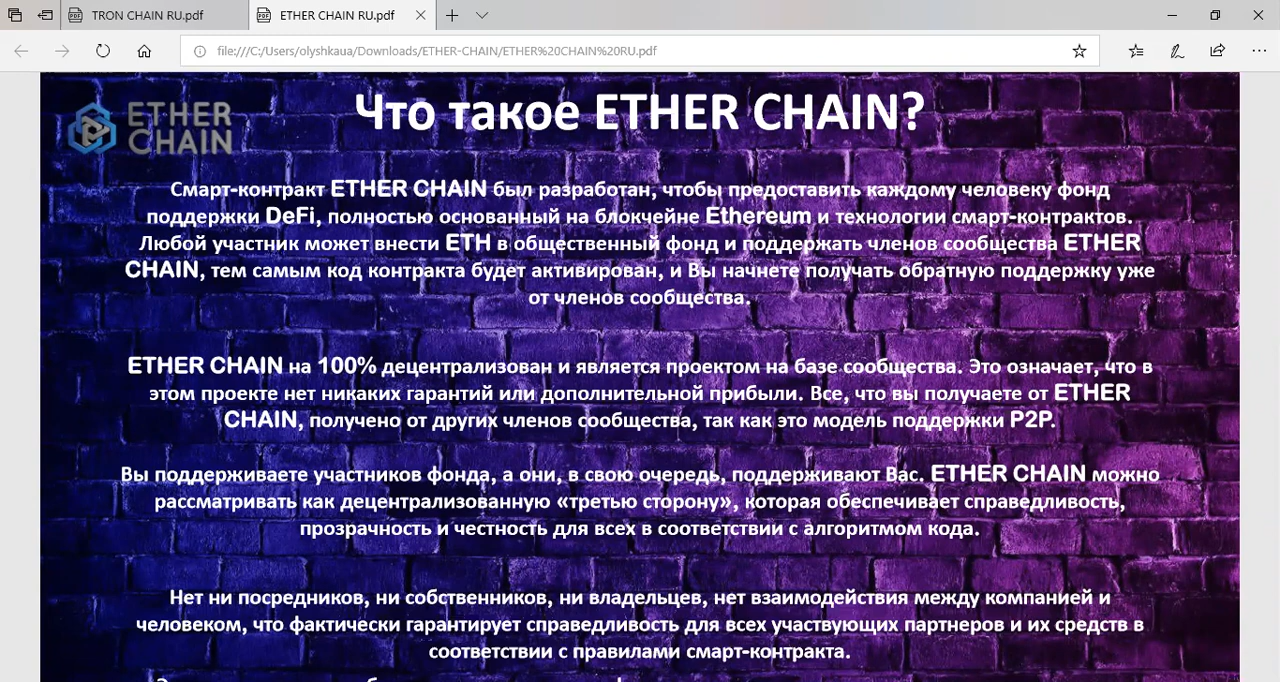 TRON CHAIN RU.pdf
ETHER CHAIN RU.pdf
file:///C:/Users/olyshkaua/Downloads/ETHER-CHAIN/ETHER%20CHAIN%20RU.pdf
ETHER CHAIN
Что такое ETHER CHAIN?
Смарт-контракт ETHER CHAIN был разработан, чтобы предоставить каждому человеку фонд
поддержки DeFi, полностью основанный на блокчейне Ethereum и технологии смарт-контрактов.
Любой участник может внести ETH в общественный фонд и поддержать членов сообщества ETHER
CHAIN, тем самым код контракта будет активирован, и Вы начнете получать обратную поддержку уже
от членов сообщества.
ETHER CHAIN на 100% децентрализован и является проектом на базе сообщества. Это означает, что в
этом проекте нет никаких гарантий или дополнительной прибыли. Все, что вы получаете от ETHER
CHAIN, получено от других членов сообщества, так как это модель поддержки P2P.
Вы поддерживаете участников фонда, а они, в свою очередь, поддерживают Вас. ETHER CHAIN можно
рассматривать как децентрализованную «третью сторону», которая обеспечивает справедливость,
прозрачность и честность для всех в соответствии с алгоритмом кода.
Нет ни посредников, ни собственников, ни владельцев, нет взаимодействия между компанией и
человеком, что фактически гарантирует справедливость для всех участвующих партнеров и их средств в
соответствии с правилами смарт-контракта.